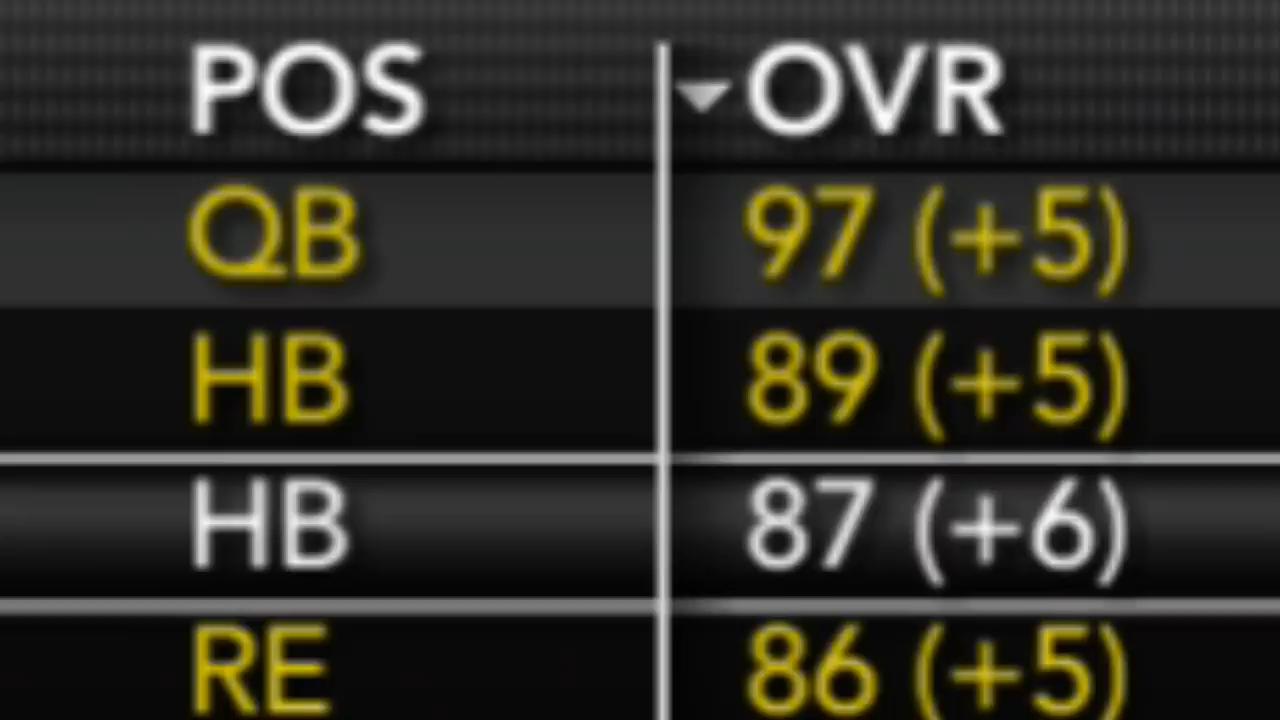 POS OVR
QB 97 (+5)
HB 89 (+5)
HB 87 (+6)
RE 86 (+5)